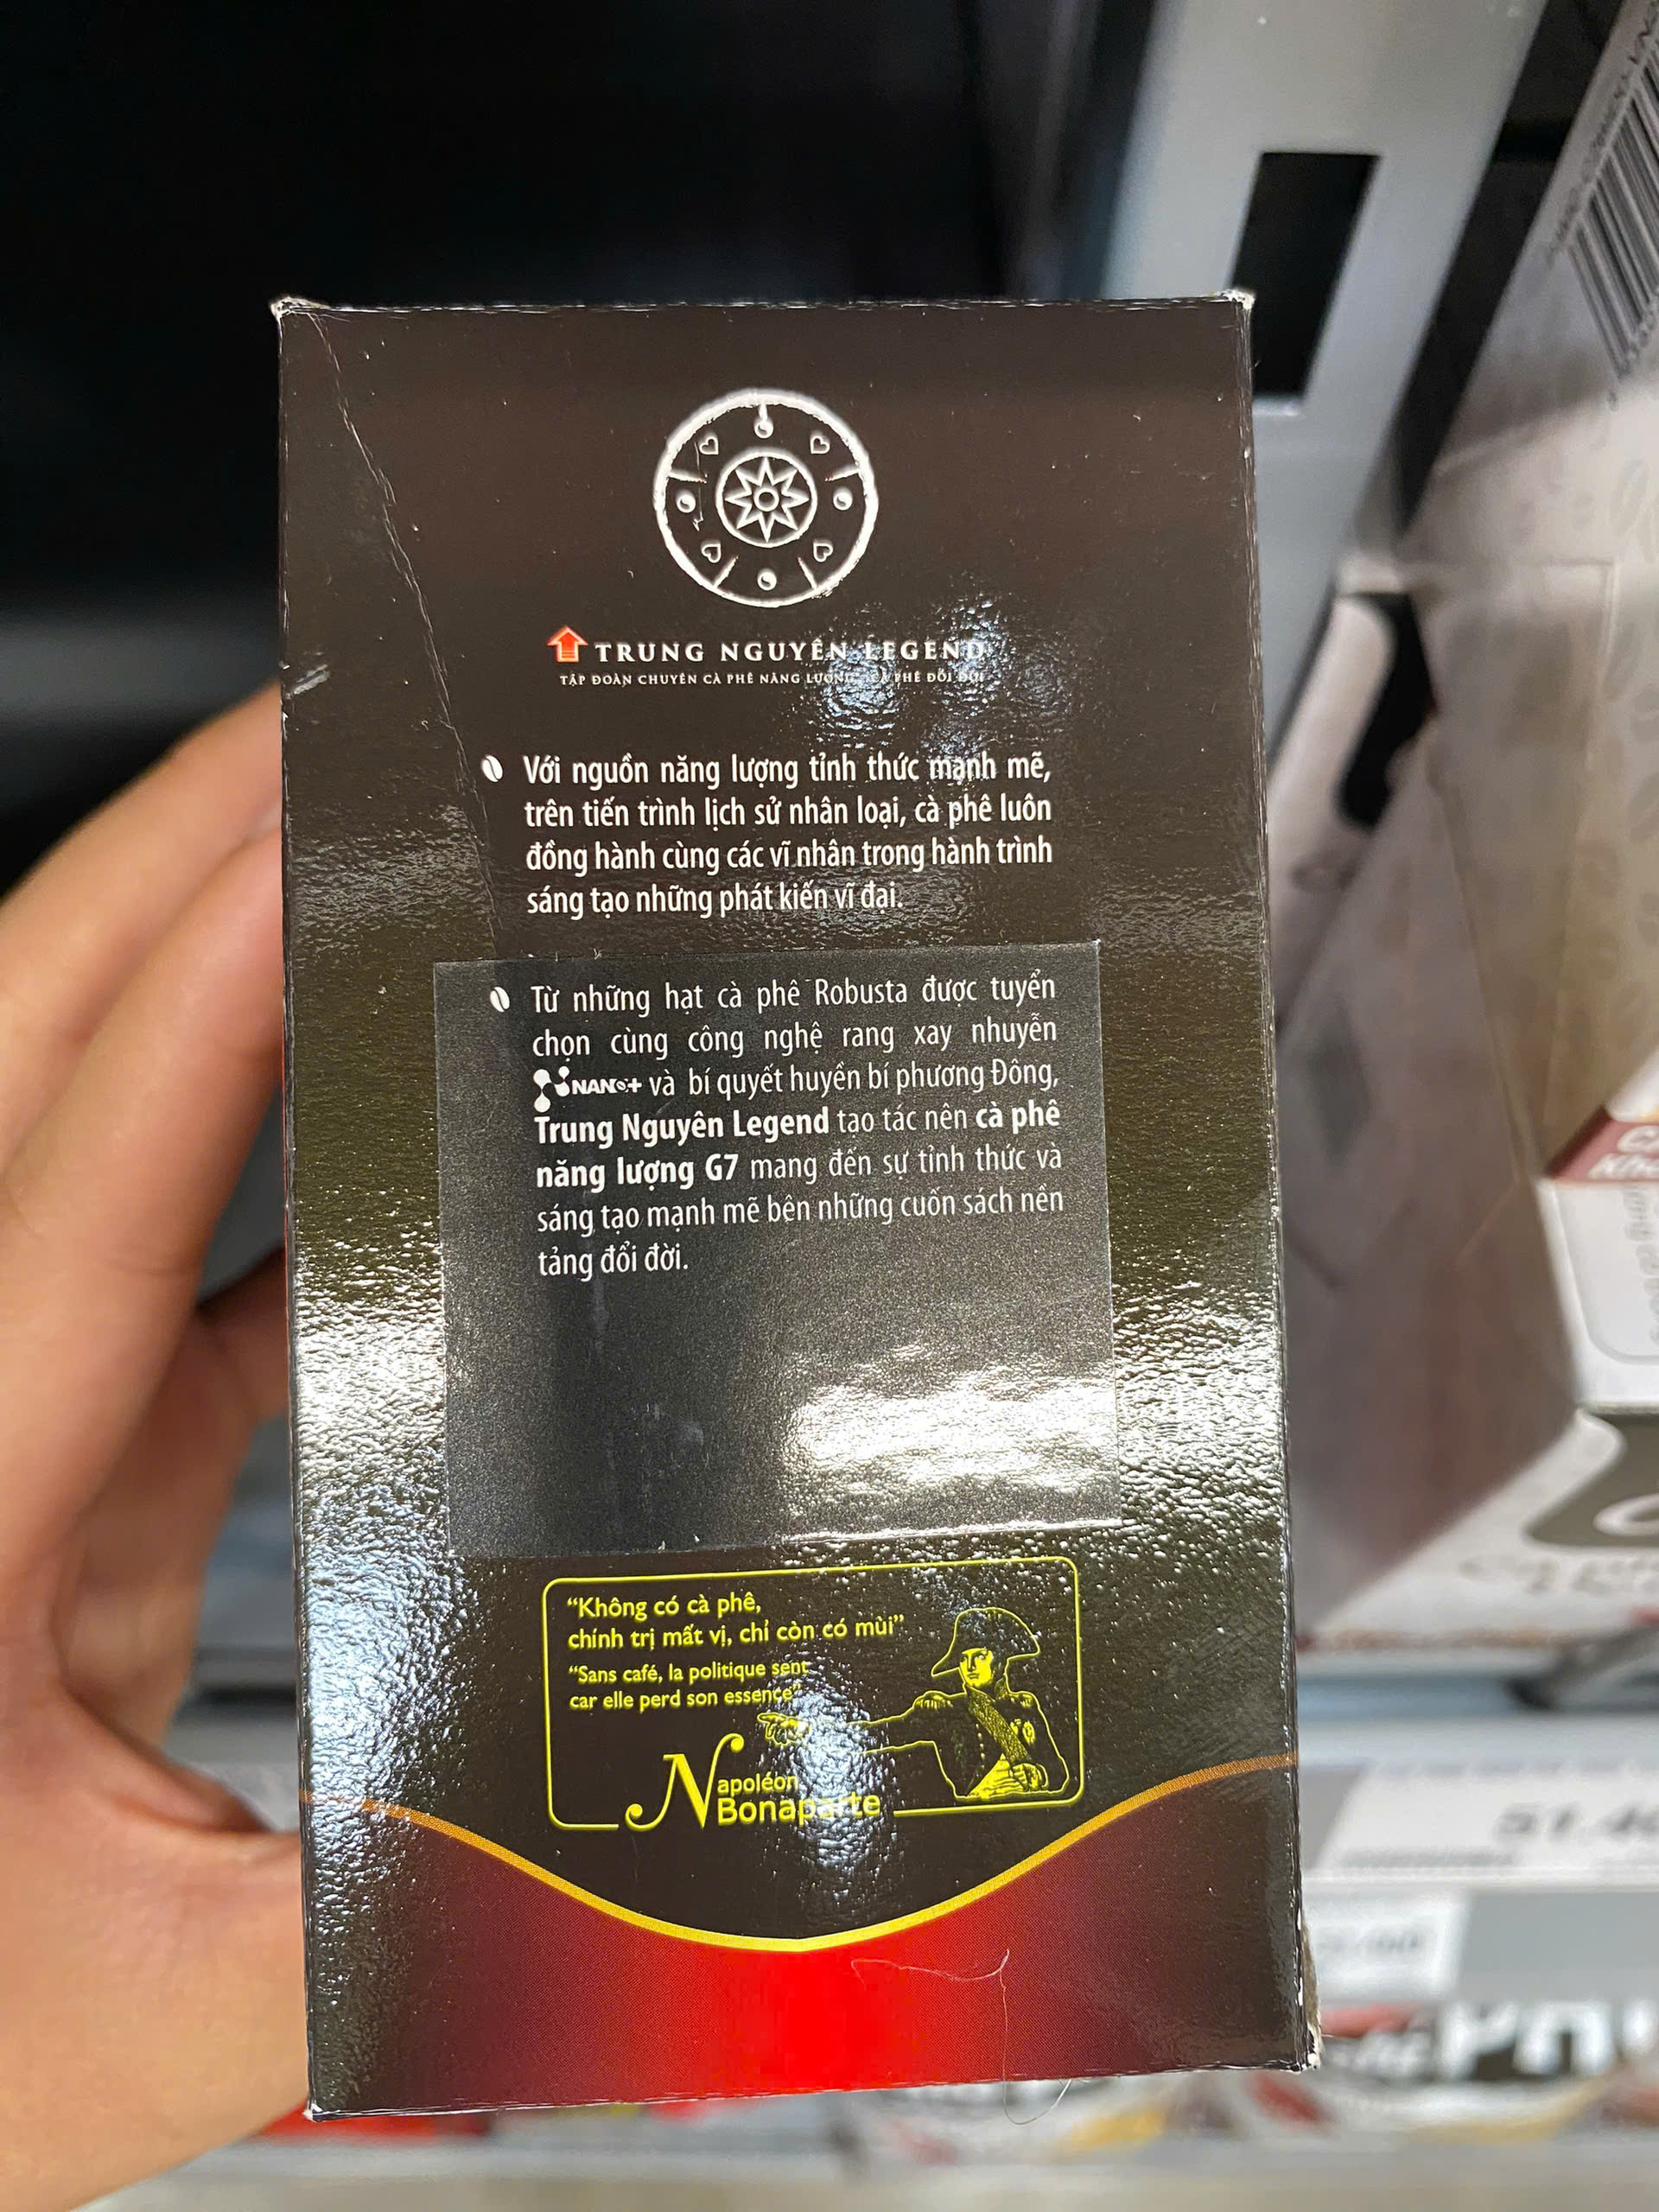 TRUNG NGUYÊN LEGEND
TẬP ĐOÀN CHUYÊN CÀ PHÊ NĂNG LƯỢNG - CÀ PHÊ ĐỔI ĐỜI
Với nguồn năng lượng tỉnh thức mạnh mẽ,
trên tiến trình lịch sử nhân loại, cà phê luôn
đồng hành cùng các vĩ nhân trong hành trình
sáng tạo những phát kiến vĩ đại.
Từ những hạt cà phê Robusta được tuyển
chọn cùng công nghệ rang xay nhuyễn
NANO+ và bí quyết huyền bí phương Đông,
Trung Nguyên Legend tạo tác nên cà phê
năng lượng G7 mang đến sự tỉnh thức và
sáng tạo mạnh mẽ bên những cuốn sách nền
tảng đổi đời.
“Không có cà phê,
chính trị mất vị, chỉ còn có mùi”
“Sans café, la politique sent
car elle perd son essence”
Napoléon
Bonaparte